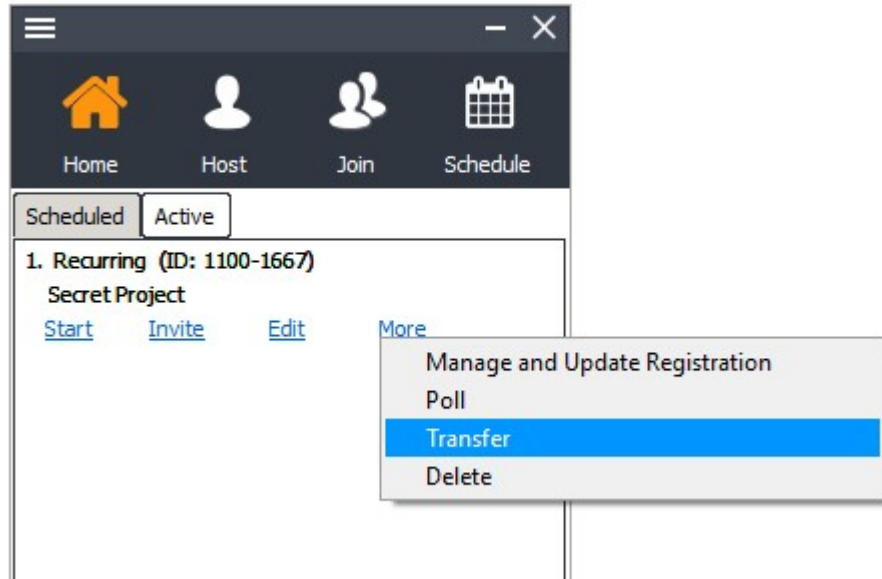 Home Host Join Schedule
Scheduled Active
1. Recurring (ID: 1100-1667)
Secret Project
Start Invite Edit More
Manage and Update Registration
Poll
Transfer
Delete